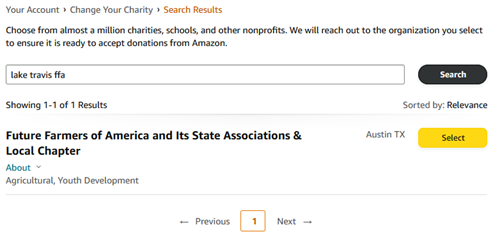 Your Account › Change Your Charity › Search Results
Choose from almost a million charities, schools, and other nonprofits. We will reach out to the organization you select
to ensure it is ready to accept donations from Amazon.
lake travis ffa
Search
Showing 1-1 of 1 Results
Sorted by: Relevance
Future Farmers of America and Its State Associations &
Local Chapter
Austin TX
Select
About
Agricultural, Youth Development
← Previous 1 Next →